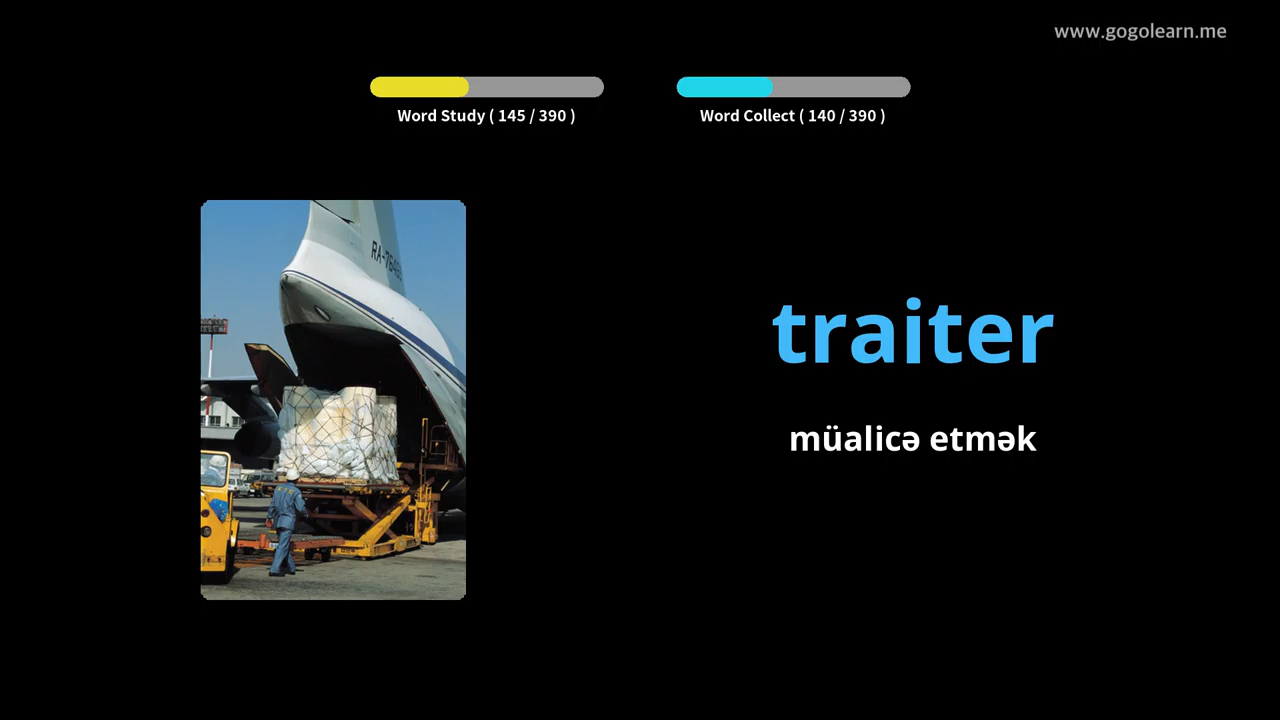 www.gogolearn.me
Word Study ( 145 / 390 )
Word Collect ( 140 / 390 )
traiter
müalicə etmək